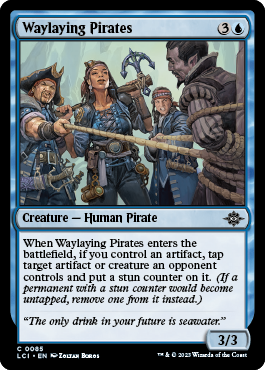 Waylaying Pirates 3
Creature — Human Pirate
When Waylaying Pirates enters the
battlefield, if you control an artifact, tap
target artifact or creature an opponent
controls and put a stun counter on it. (If a
permanent with a stun counter would become
untapped, remove one from it instead.)
“The only drink in your future is seawater.”
3/3
C 0085
LCI • EN Zoltan Boros
™ & © 2023 Wizards of the Coast